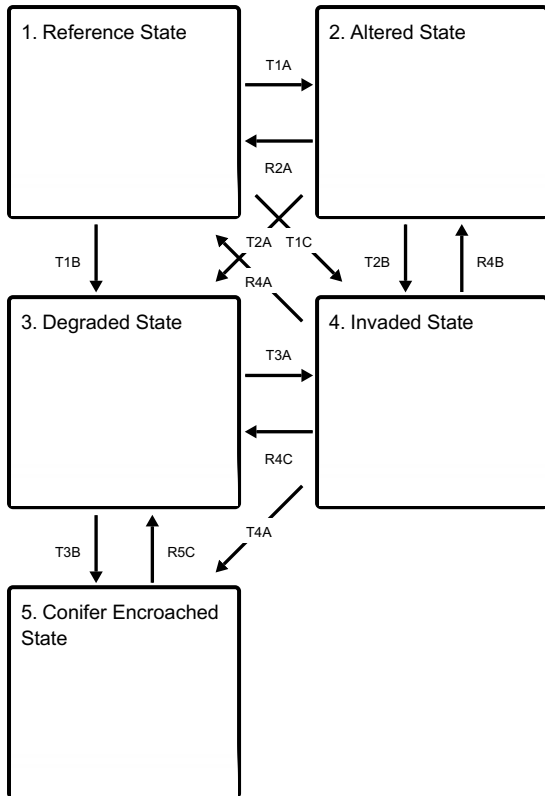 1. Reference State
2. Altered State
T1A
R2A
T2A
T1C
T1B
R4A
T2B
R4B
3. Degraded State
4. Invaded State
T3A
R4C
T4A
T3B
R5C
5. Conifer Encroached
State